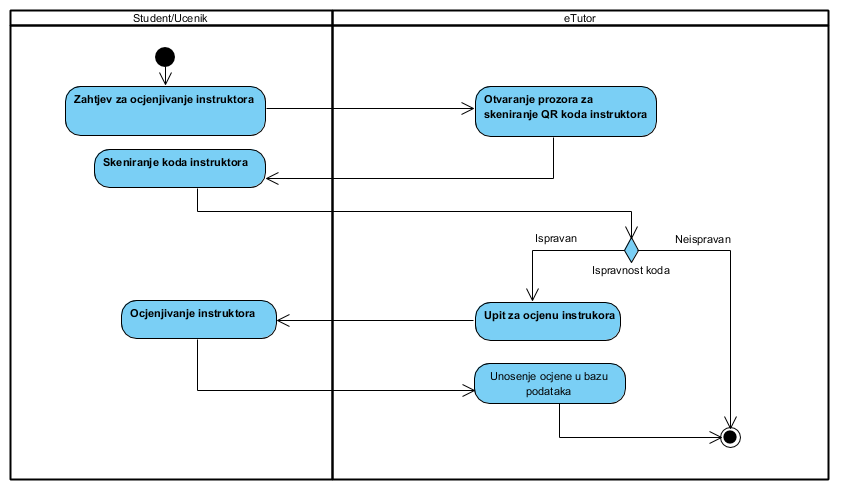 Student/Ucenik
eTutor
Zahtjev za ocjenjivanje instruktora
Otvaranje prozora za
skeniranje QR koda instruktora
Skeniranje koda instruktora
Ispravan
Neispravan
Ispravnost koda
Ocjenjivanje instruktora
Upit za ocjenu instrukora
Unosenje ocjene u bazu
podataka